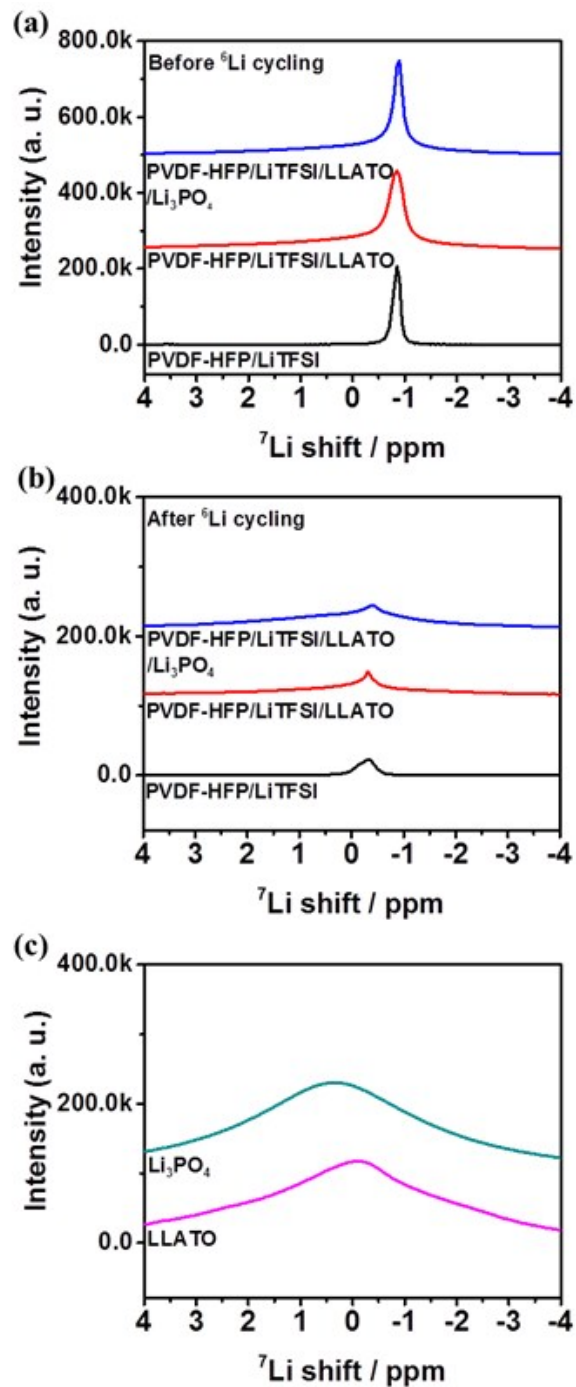 (a)
800.0k
Before ⁶Li cycling
600.0k
PVDF-HFP/LiTFSI/LLATO
/Li₃PO₄
400.0k
PVDF-HFP/LiTFSI/LLATO
200.0k
0.0
PVDF-HFP/LiTFSI
Intensity (a. u.)
4 3 2 1 0 -1 -2 -3 -4
⁷Li shift / ppm
(b)
400.0k
After ⁶Li cycling
200.0k
PVDF-HFP/LiTFSI/LLATO
/Li₃PO₄
PVDF-HFP/LiTFSI/LLATO
0.0
PVDF-HFP/LiTFSI
Intensity (a. u.)
4 3 2 1 0 -1 -2 -3 -4
⁷Li shift / ppm
(c)
400.0k
200.0k
Li₃PO₄
0.0
LLATO
Intensity (a. u.)
4 3 2 1 0 -1 -2 -3 -4
⁷Li shift / ppm